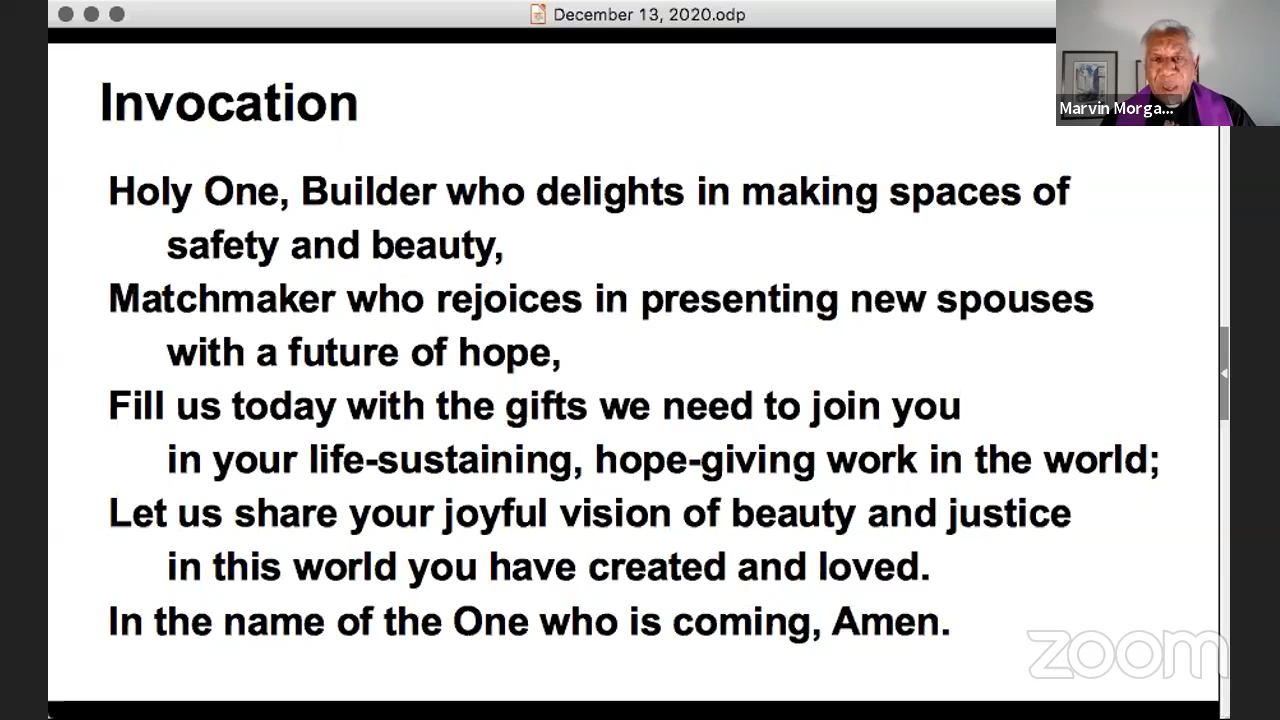 December 13, 2020.odp
Marvin Morga...
Invocation
Holy One, Builder who delights in making spaces of
safety and beauty,
Matchmaker who rejoices in presenting new spouses
with a future of hope,
Fill us today with the gifts we need to join you
in your life-sustaining, hope-giving work in the world;
Let us share your joyful vision of beauty and justice
in this world you have created and loved.
In the name of the One who is coming, Amen.
zoom